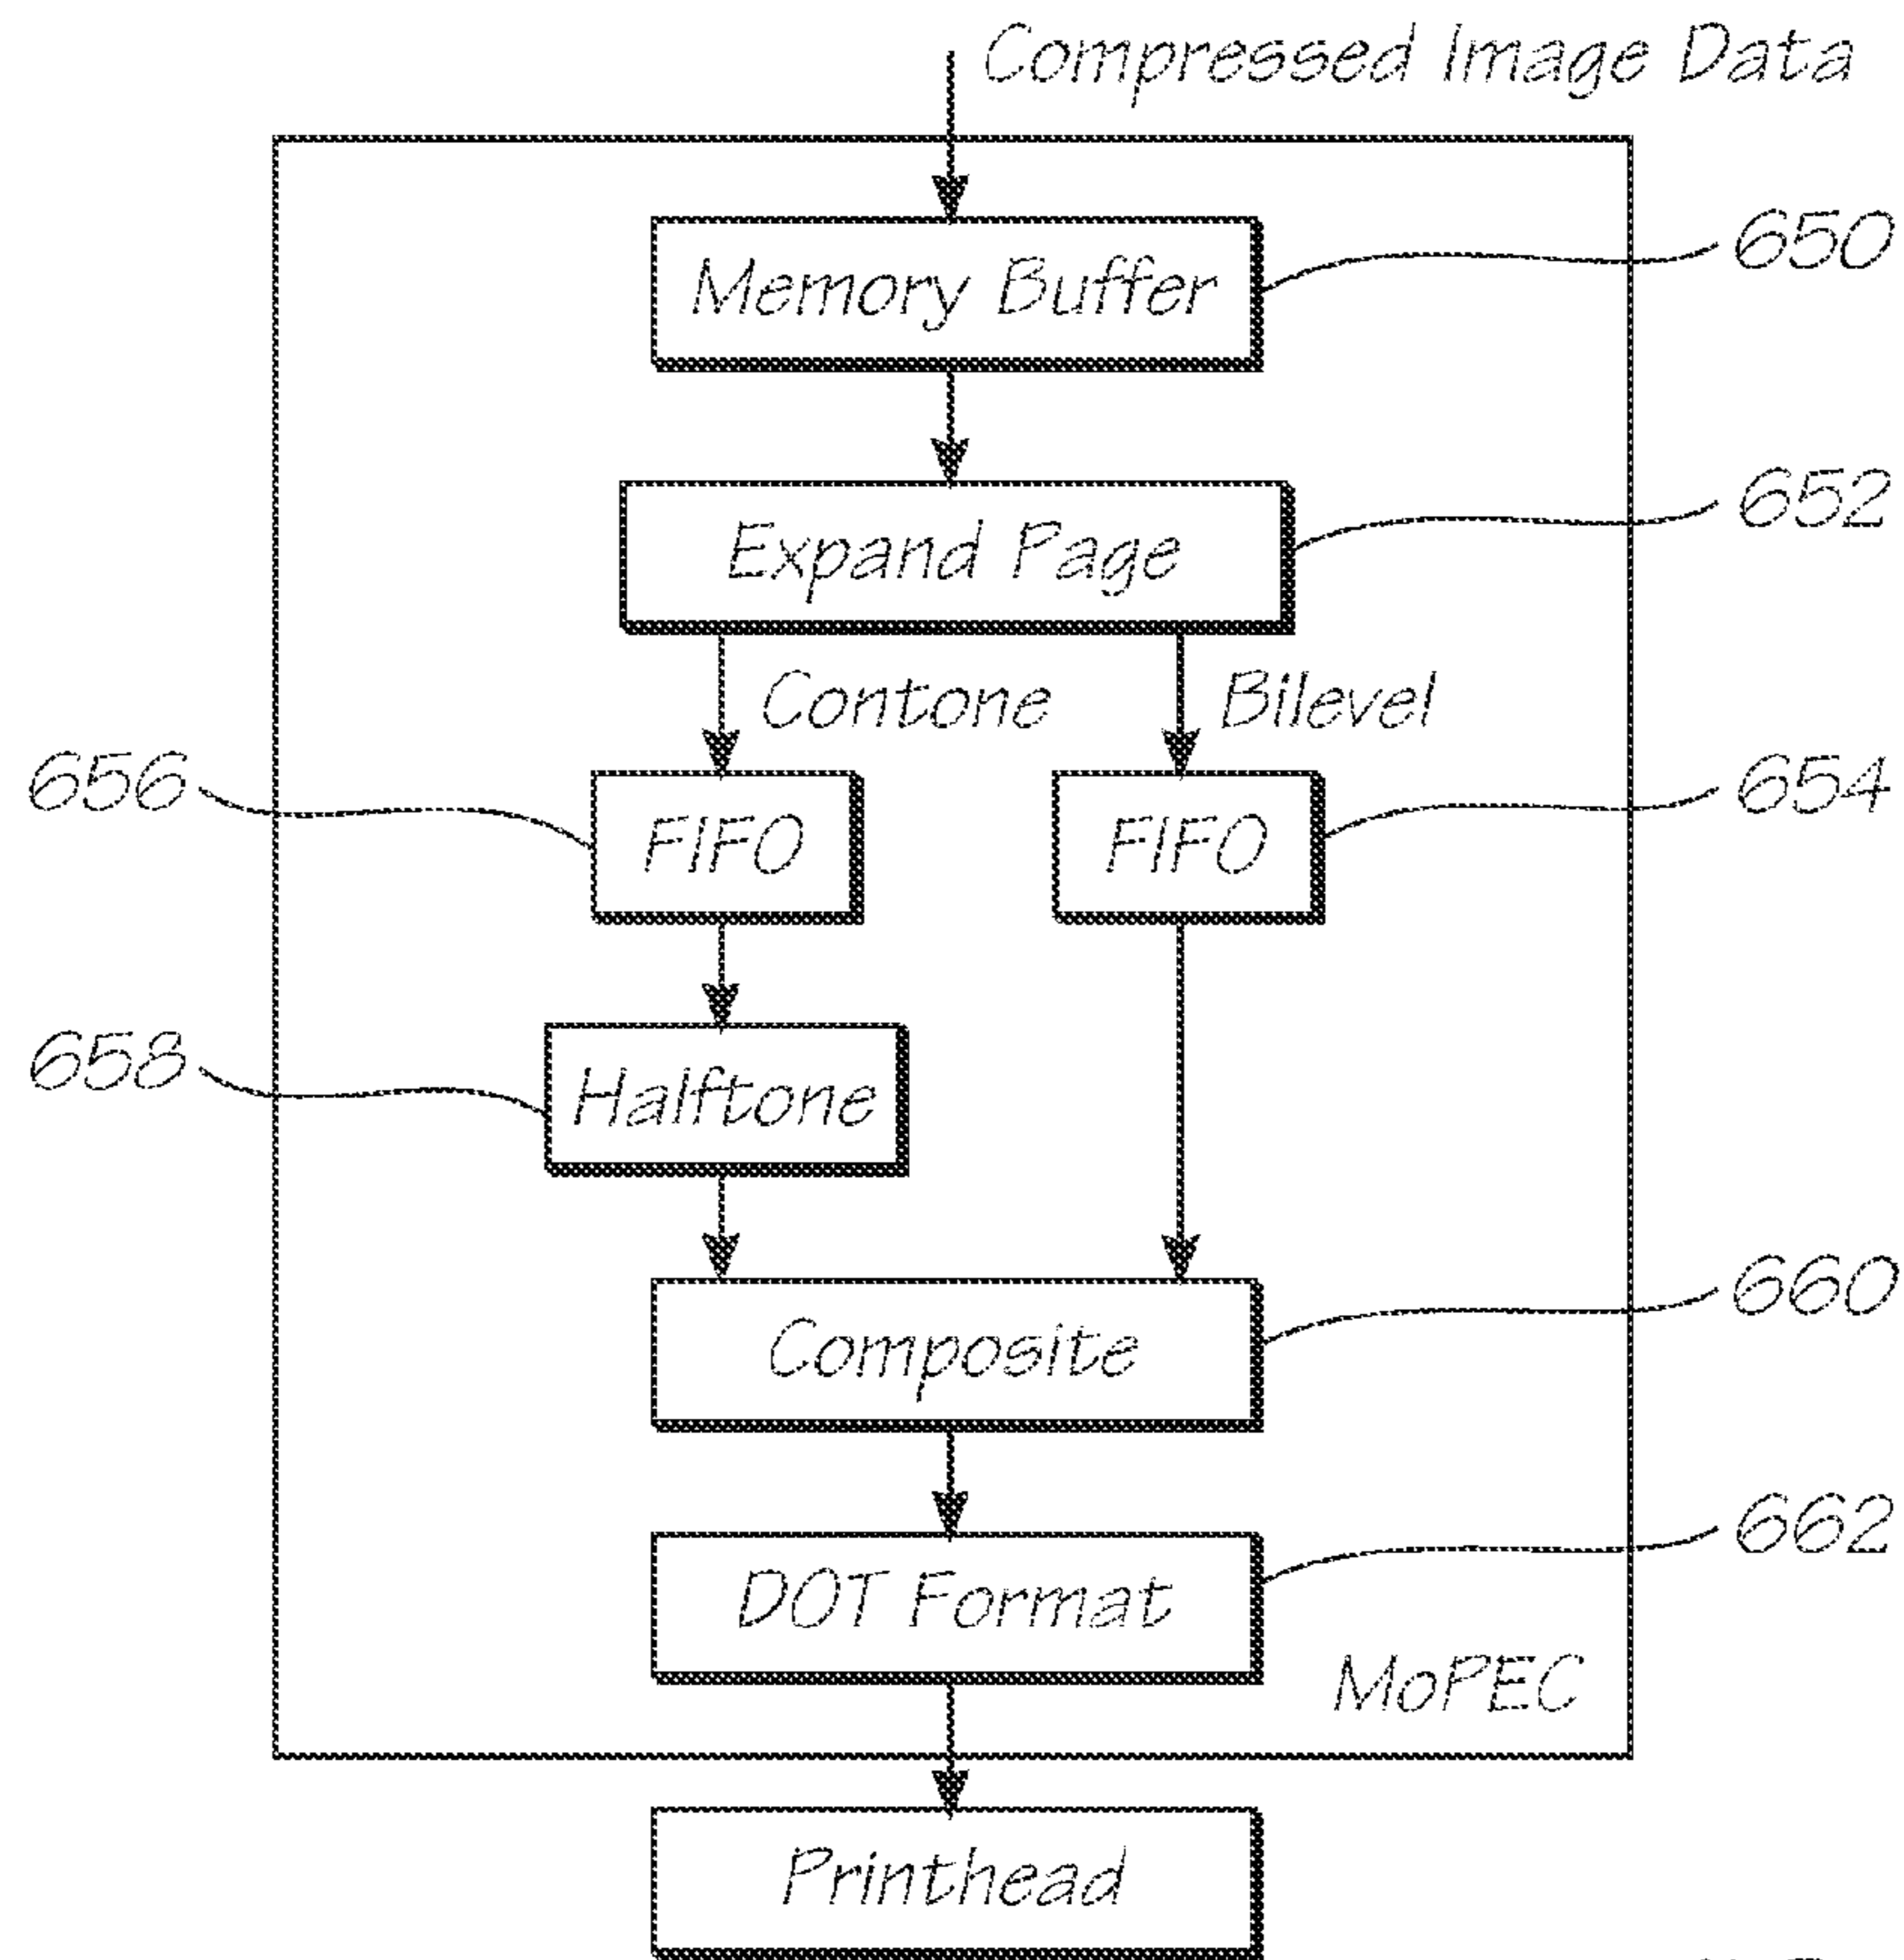 Compressed Image Data
Memory Buffer
650
Expand Page
652
Contone
Bilevel
656
FIFO
FIFO
654
658
Halftone
Composite
660
DOT Format
662
MoPEC
Printhead